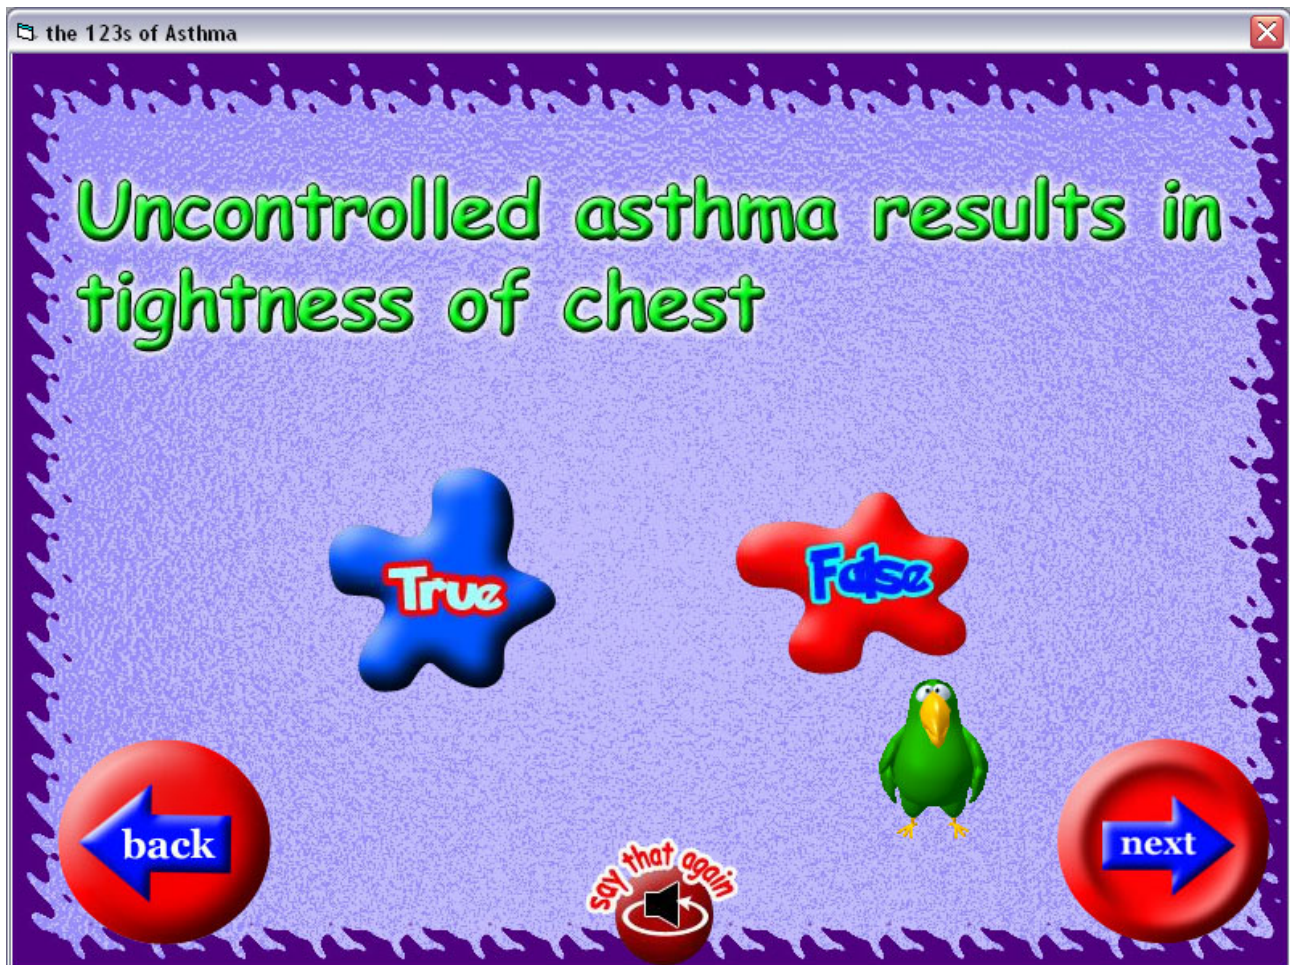 the 123s of Asthma
Uncontrolled asthma results in
tightness of chest
True
False
back
say that again
next